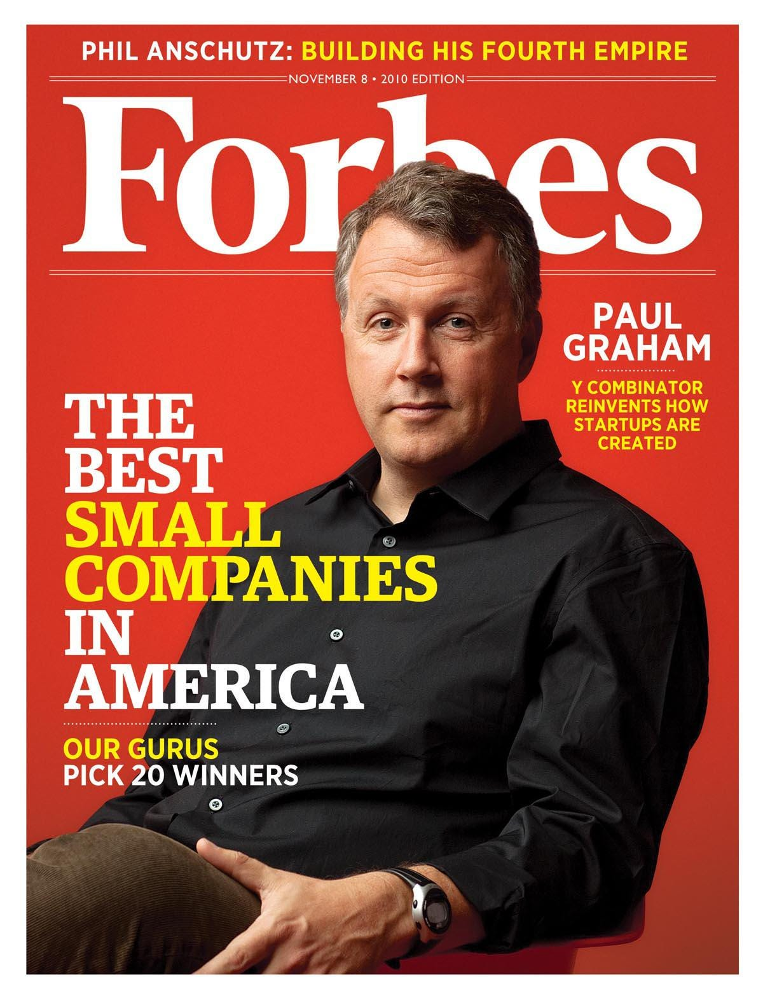 PHIL ANSCHUTZ: BUILDING HIS FOURTH EMPIRE
NOVEMBER 8 • 2010 EDITION
Forbes
PAUL
GRAHAM
Y COMBINATOR
REINVENTS HOW
STARTUPS ARE
CREATED
THE
BEST
SMALL
COMPANIES
IN
AMERICA
OUR GURUS
PICK 20 WINNERS